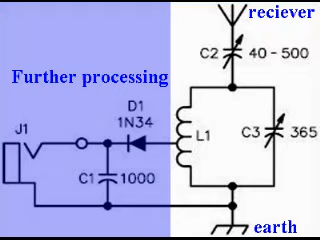 reciever
C2 40 - 500
Further processing
D1
1N34
J1
L1
C3 365
C1 1000
earth